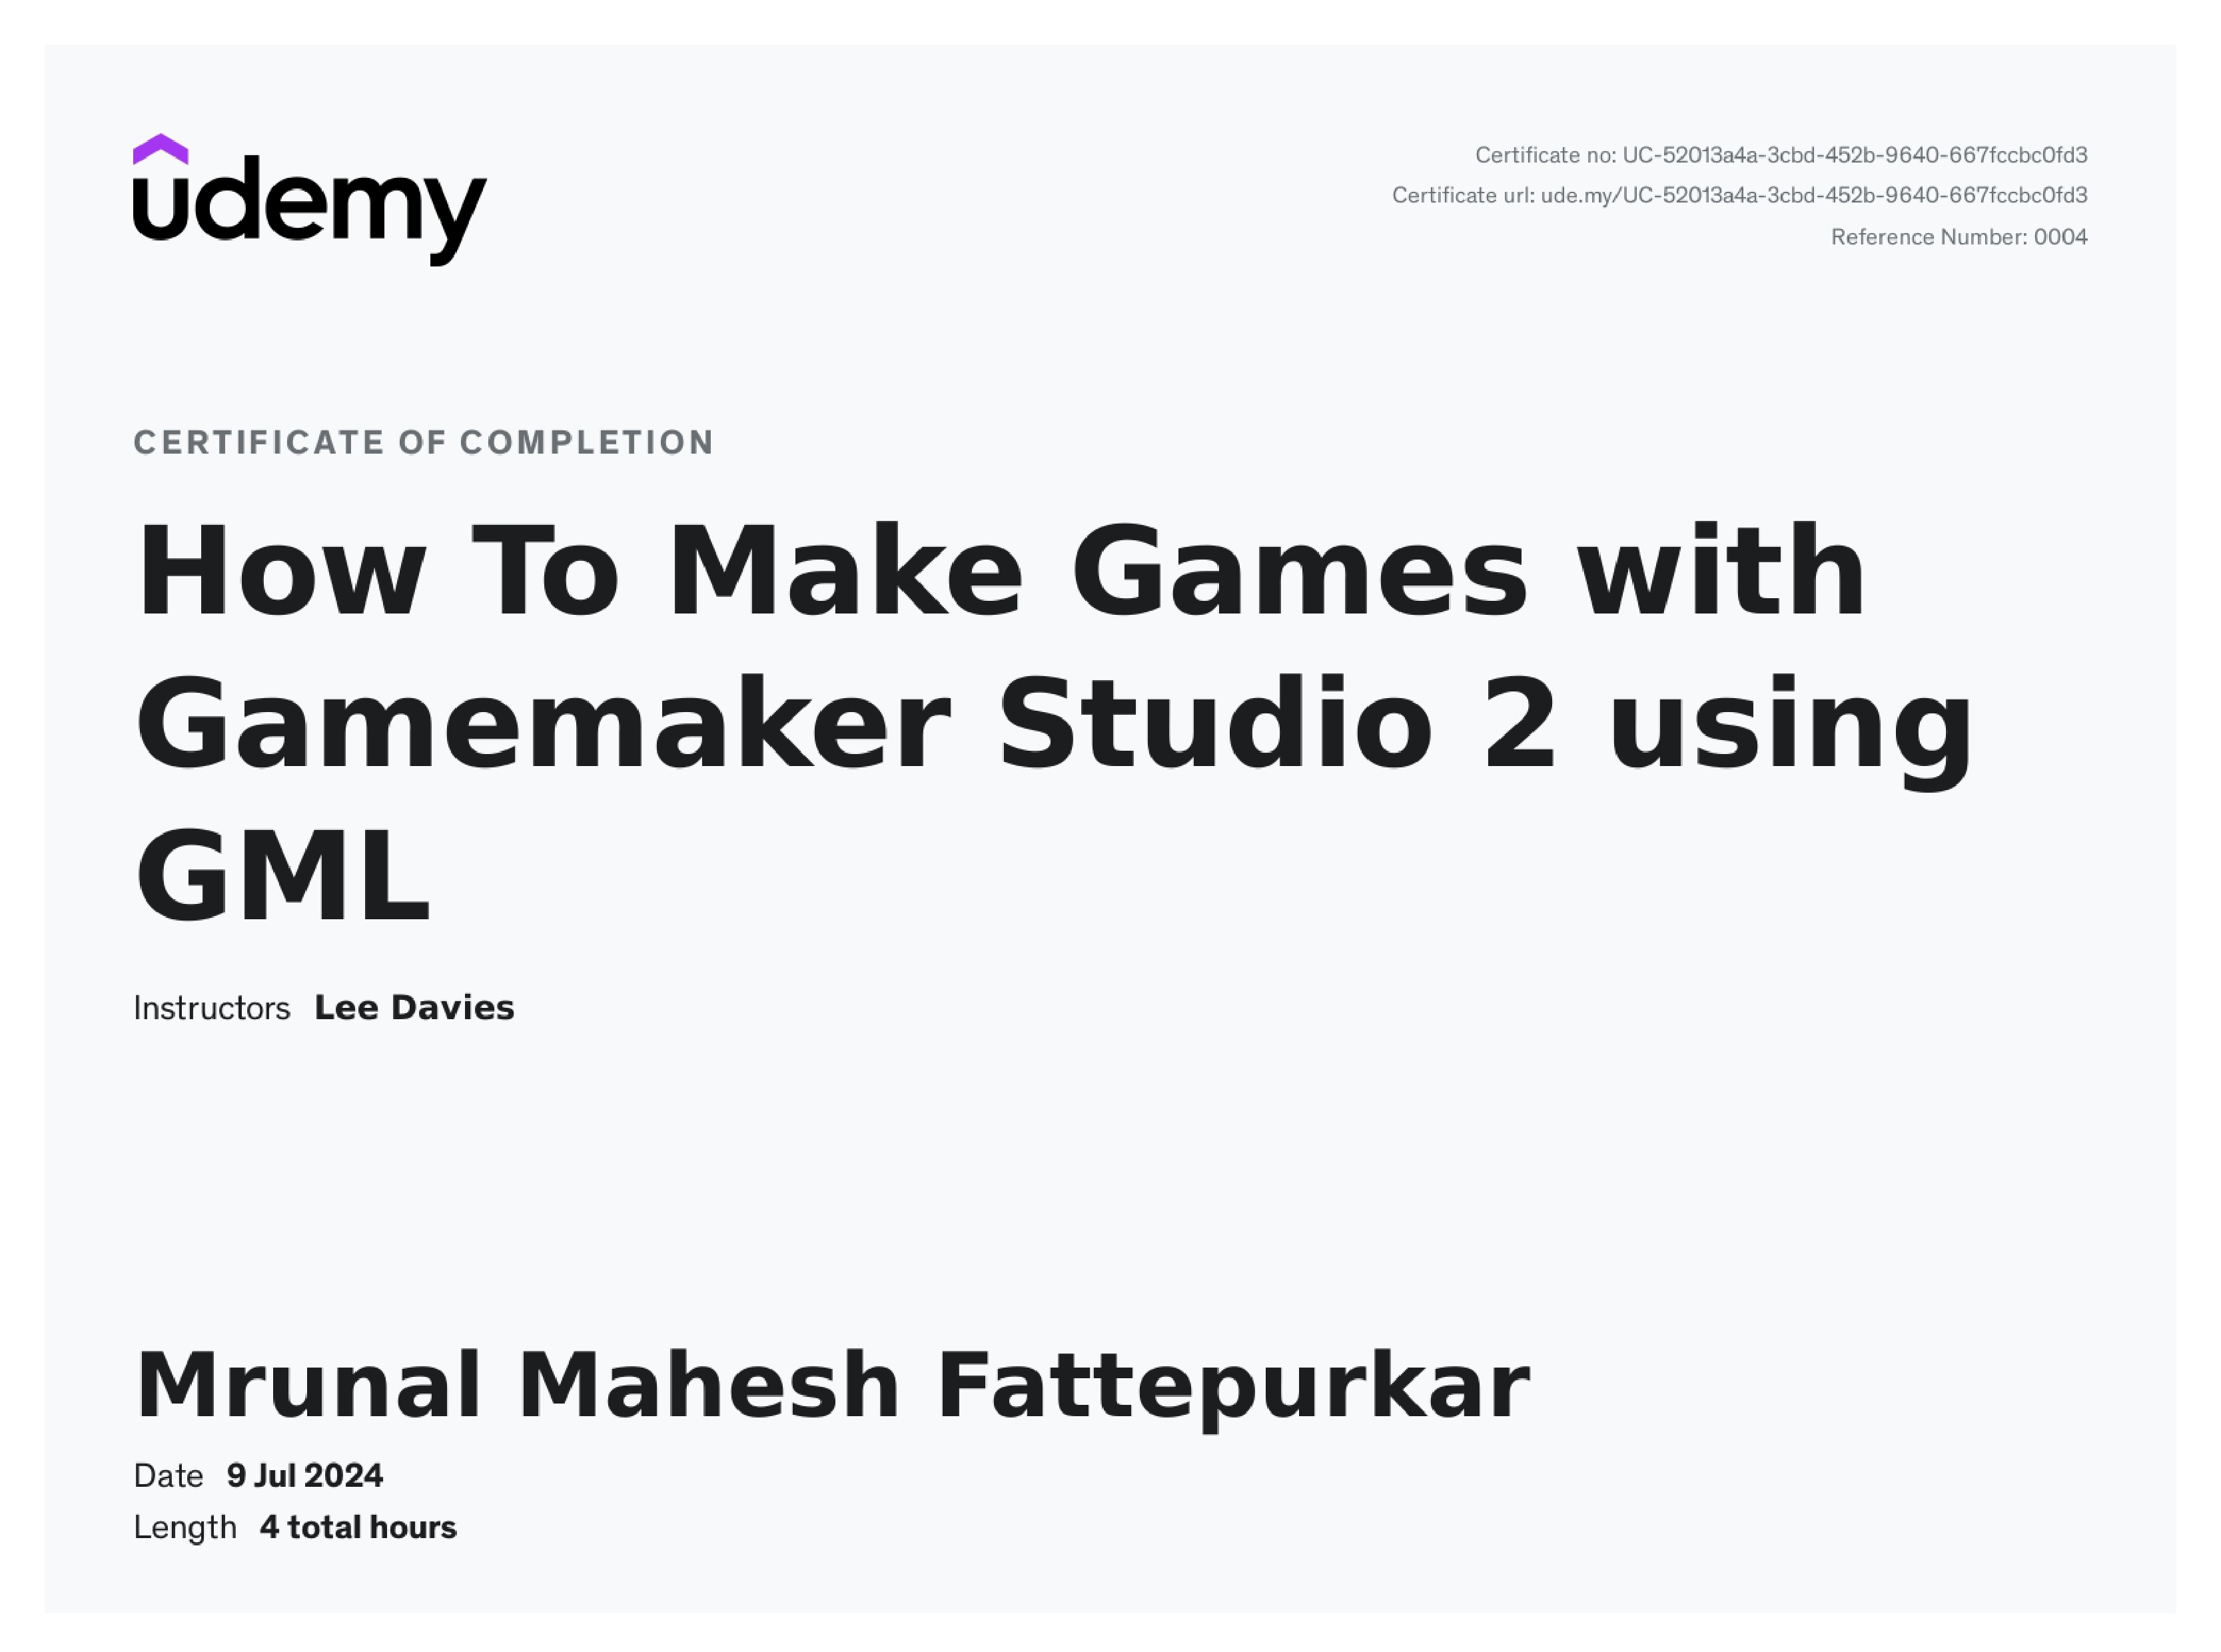 udemy
Certificate no: UC-52013a4a-3cbd-452b-9640-667fccbc0fd3
Certificate url: ude.my/UC-52013a4a-3cbd-452b-9640-667fccbc0fd3
Reference Number: 0004
CERTIFICATE OF COMPLETION
How To Make Games with
Gamemaker Studio 2 using
GML
Instructors Lee Davies
Mrunal Mahesh Fattepurkar
Date 9 Jul 2024
Length 4 total hours